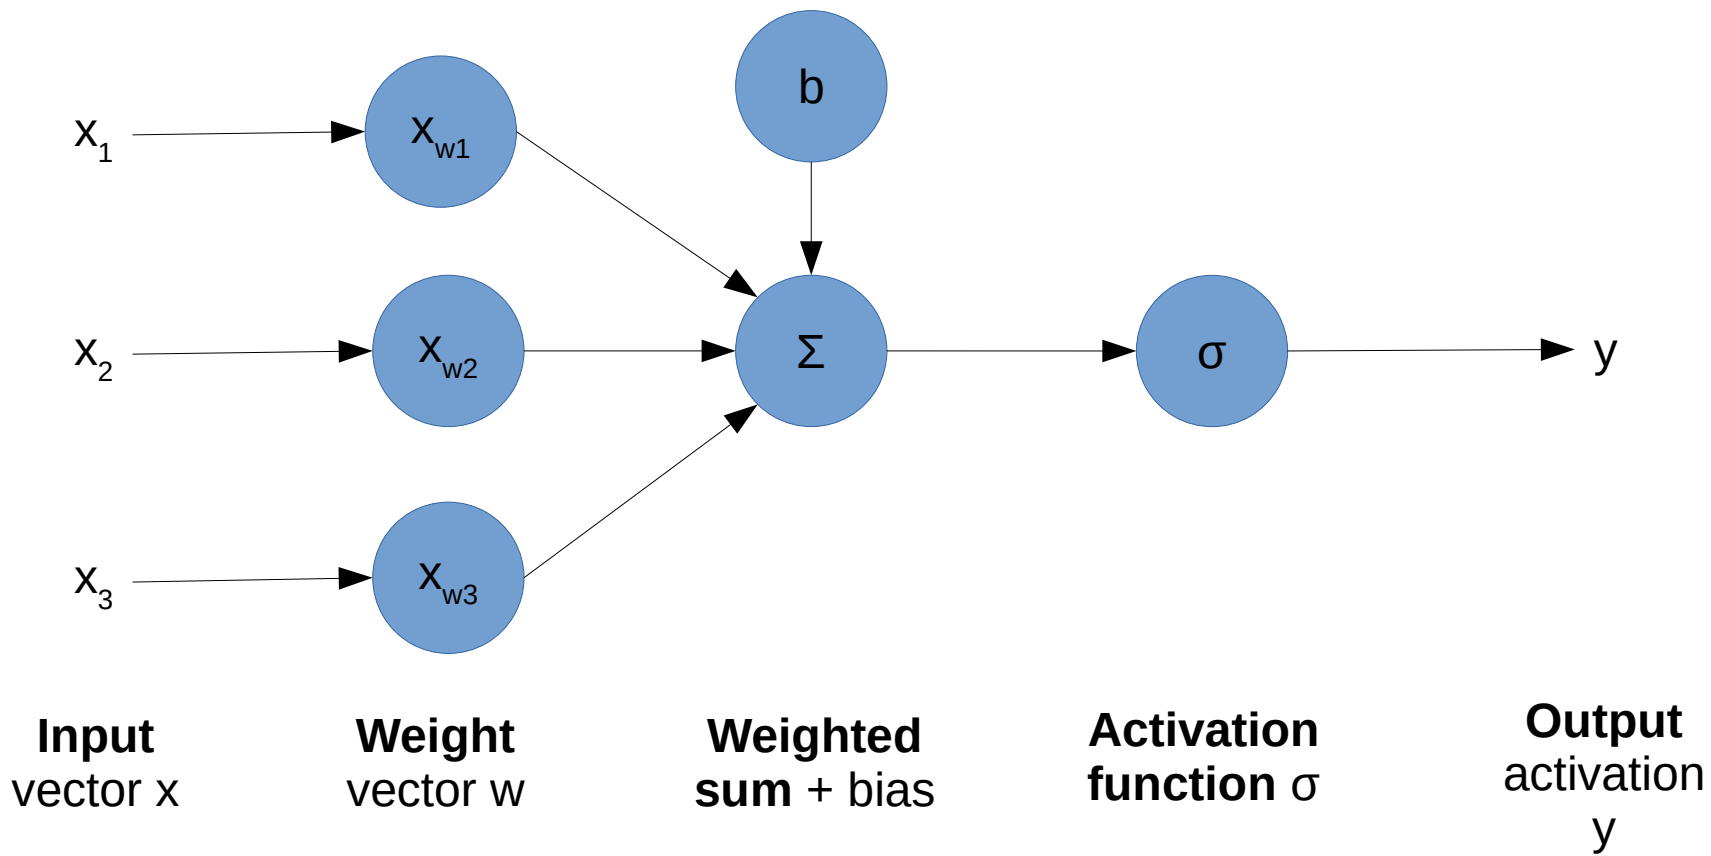 b
x1
xw1
x2
xw2
Σ
σ
y
x3
xw3
Input
vector x
Weight
vector w
Weighted
sum + bias
Activation
function σ
Output
activation
y